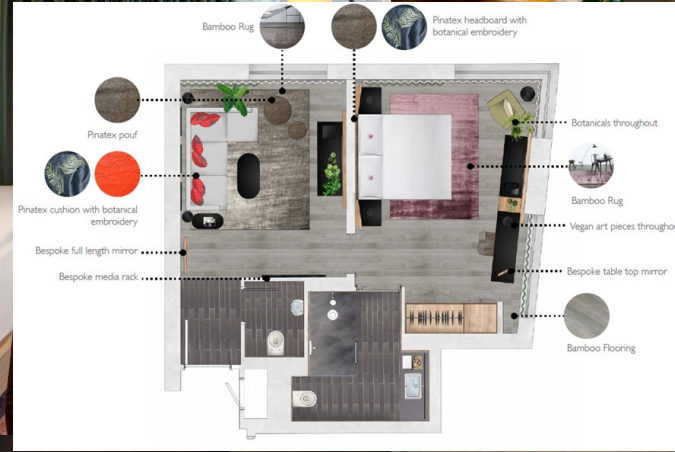 Bamboo Rug
Pinatex headboard with
botanical embroidery
Pinatex pouf
Botanicals throughout
Pinatex cushion with botanical
embroidery
Bamboo Rug
Vegan art pieces throughou
Bespoke full length mirror
Bespoke media rack
Bespoke table top mirror
Bamboo Flooring